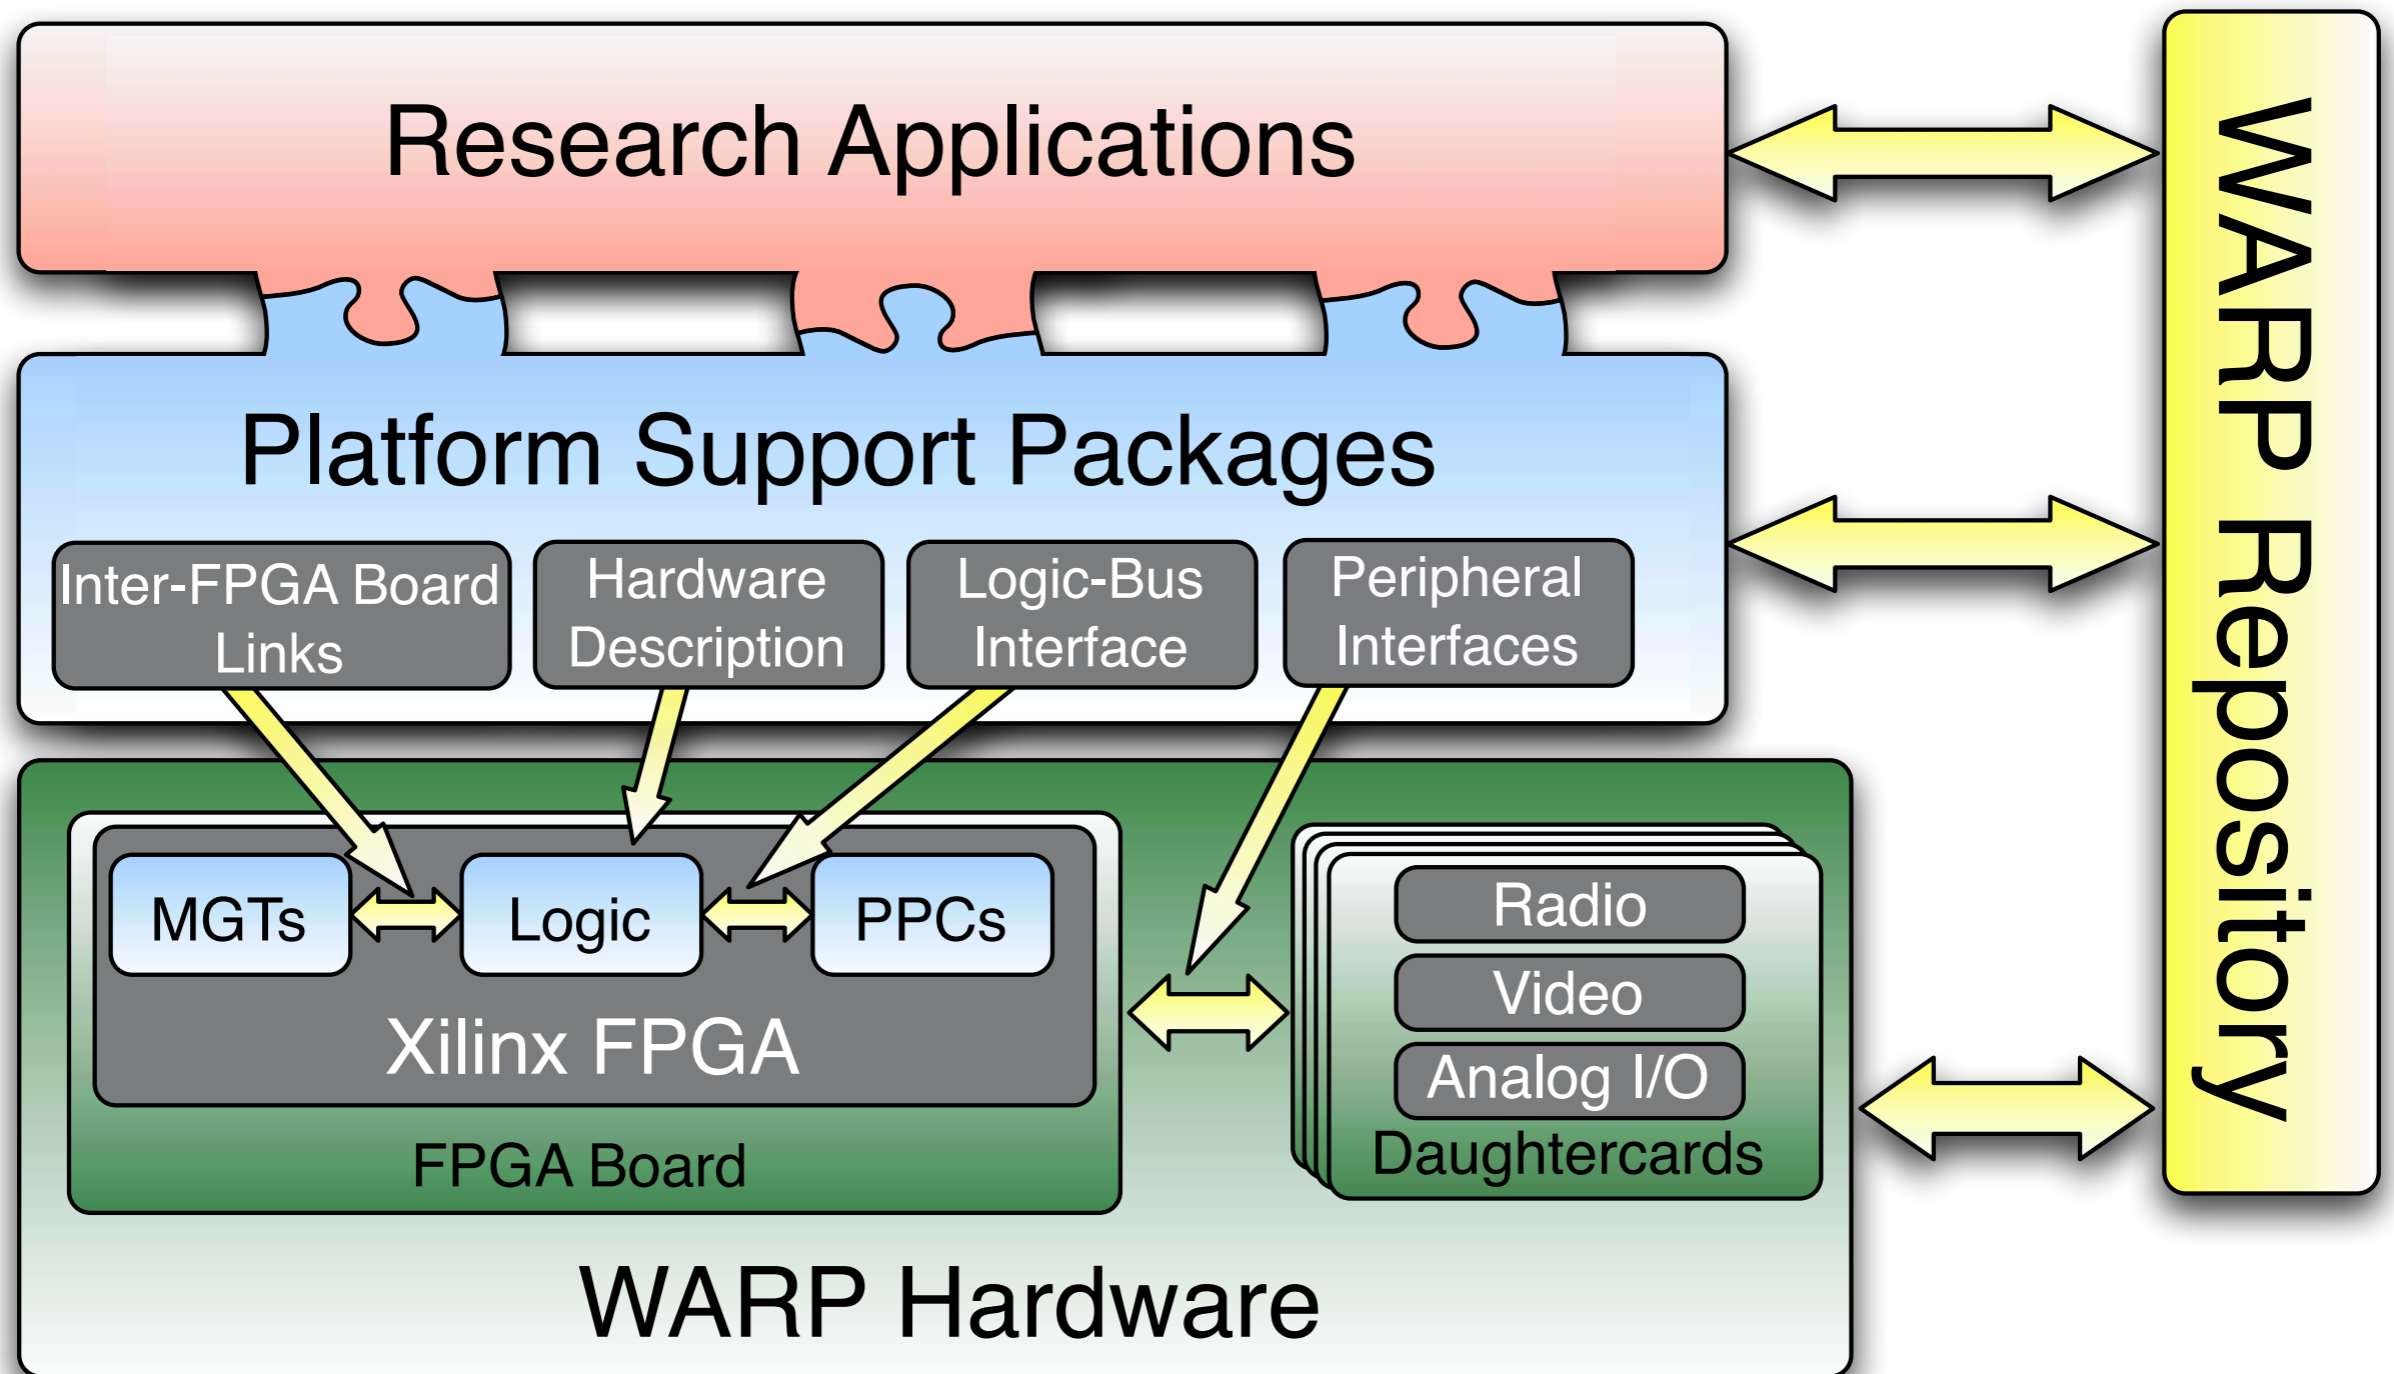 Research Applications
Platform Support Packages
Inter-FPGA Board
Links
Hardware
Description
Logic-Bus
Interface
Peripheral
Interfaces
MGTs
Logic
PPCs
Xilinx FPGA
FPGA Board
Radio
Video
Analog I/O
Daughtercards
WARP Hardware
WARP Repository